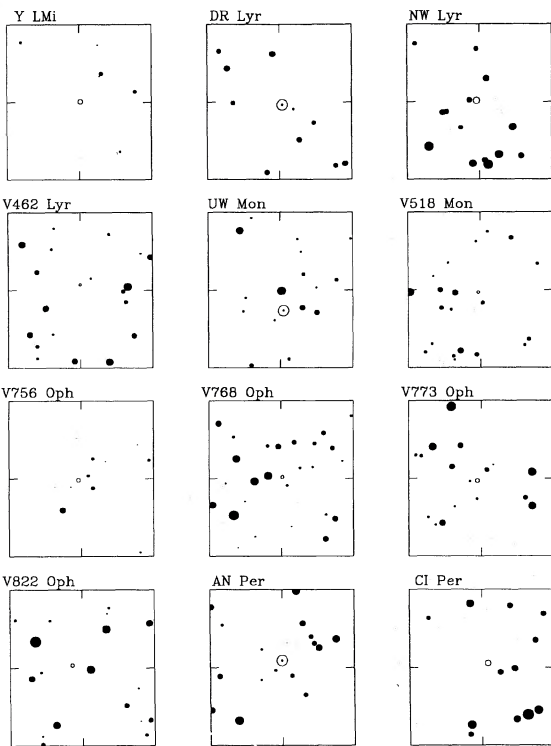 Y LMi
DR Lyr
NW Lyr
V462 Lyr
UW Mon
V518 Mon
V756 Oph
V768 Oph
V773 Oph
V822 Oph
AN Per
CI Per